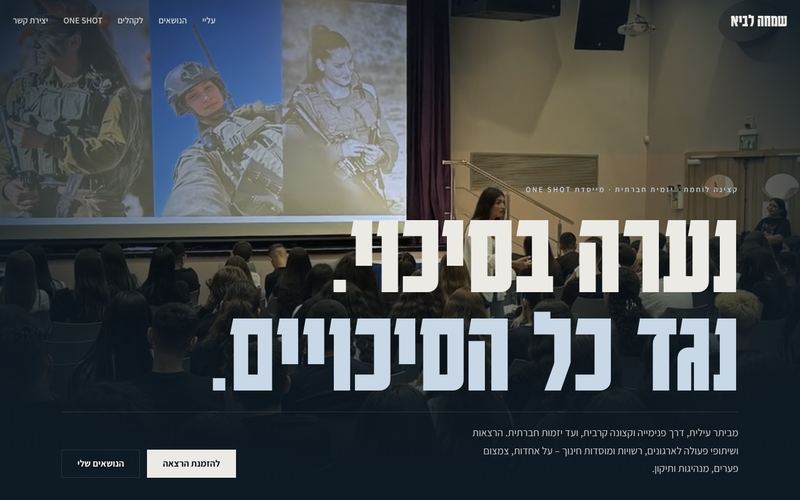 שמחה לביא
עליי
הנושאים
לקהלים
ONE SHOT
יצירת קשר
קצינה לוחמת · יזמית חברתית · מייסדת ONE SHOT
נערה בסיכוי.
נגד כל הסיכויים.
מביתר עילית, דרך פנימייה וקצונה קרבית, ועד יזמות חברתית. הרצאות
ושיתופי פעולה לארגונים, רשויות ומוסדות חינוך – על אחדות, צמצום
פערים, מנהיגות ותיקון.
להזמנת הרצאה
הנושאים שלי